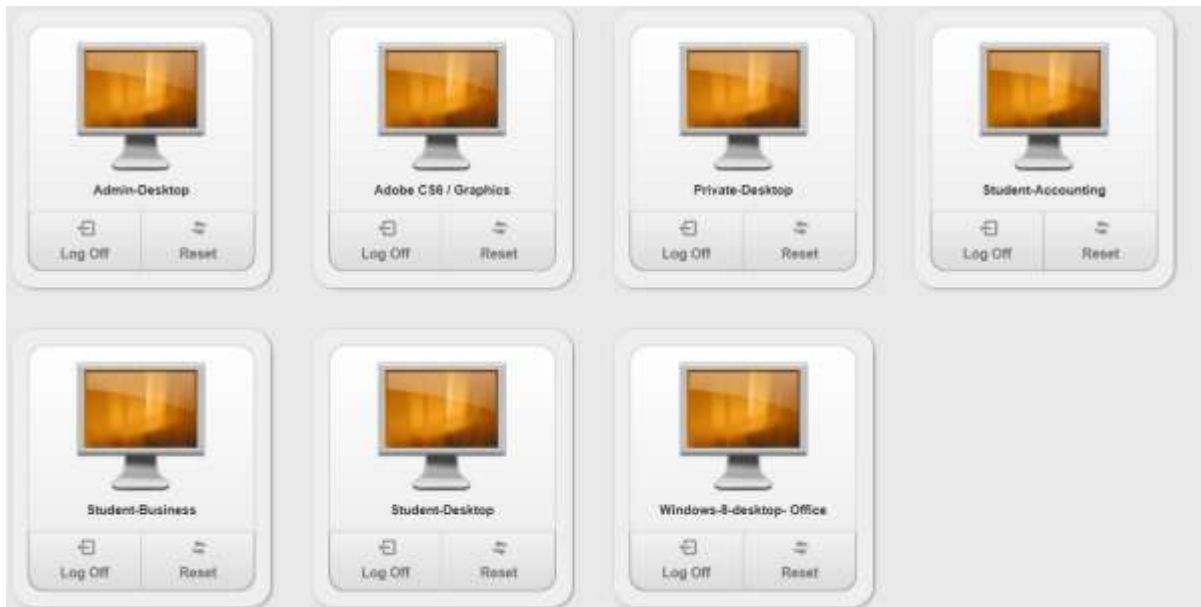 Admin-Desktop
Log Off
Reset
Adobe CS6 / Graphics
Log Off
Reset
Private-Desktop
Log Off
Reset
Student-Accounting
Log Off
Reset
Student-Business
Log Off
Reset
Student-Desktop
Log Off
Reset
Windows-8-desktop- Office
Log Off
Reset